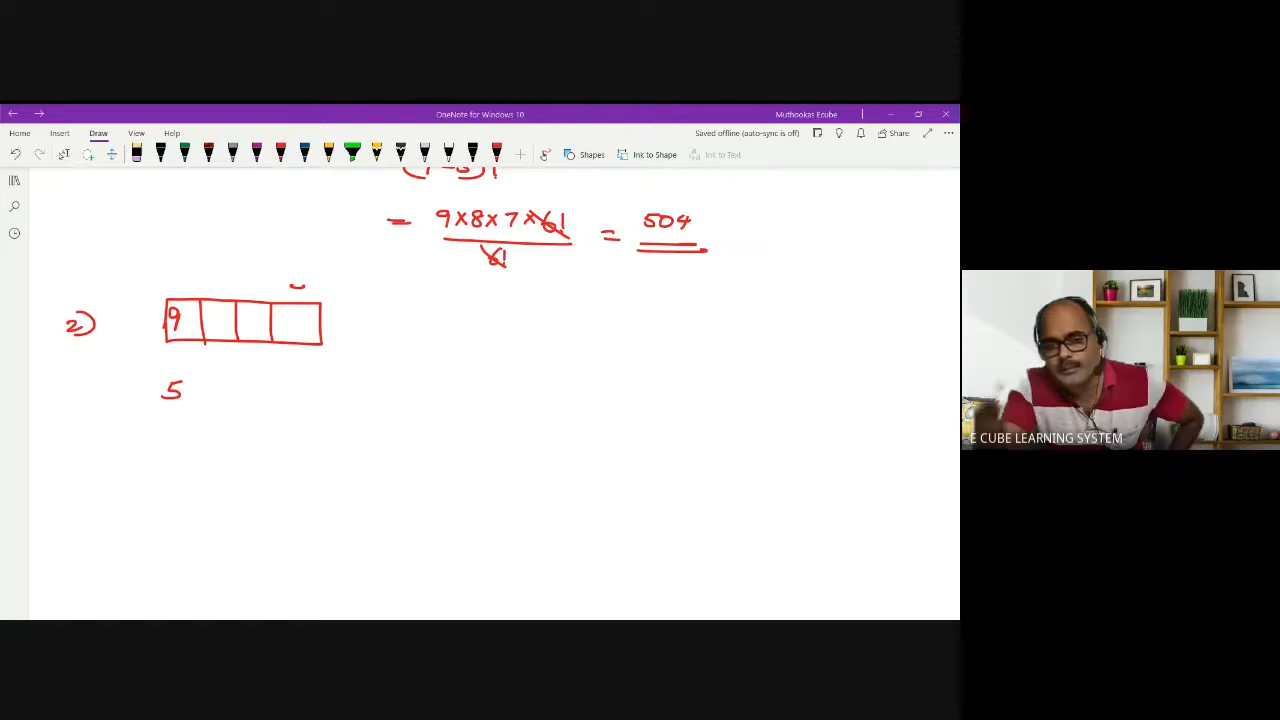 OneNote for Windows 10
Muthookas Ecube
Home Insert Draw View Help
Saved offline (auto-sync is off)
Share
Shapes
Ink to Shape
Ink to Text
= 9×8×7×6! / 6! = 504
2) 9
5
E CUBE LEARNING SYSTEM